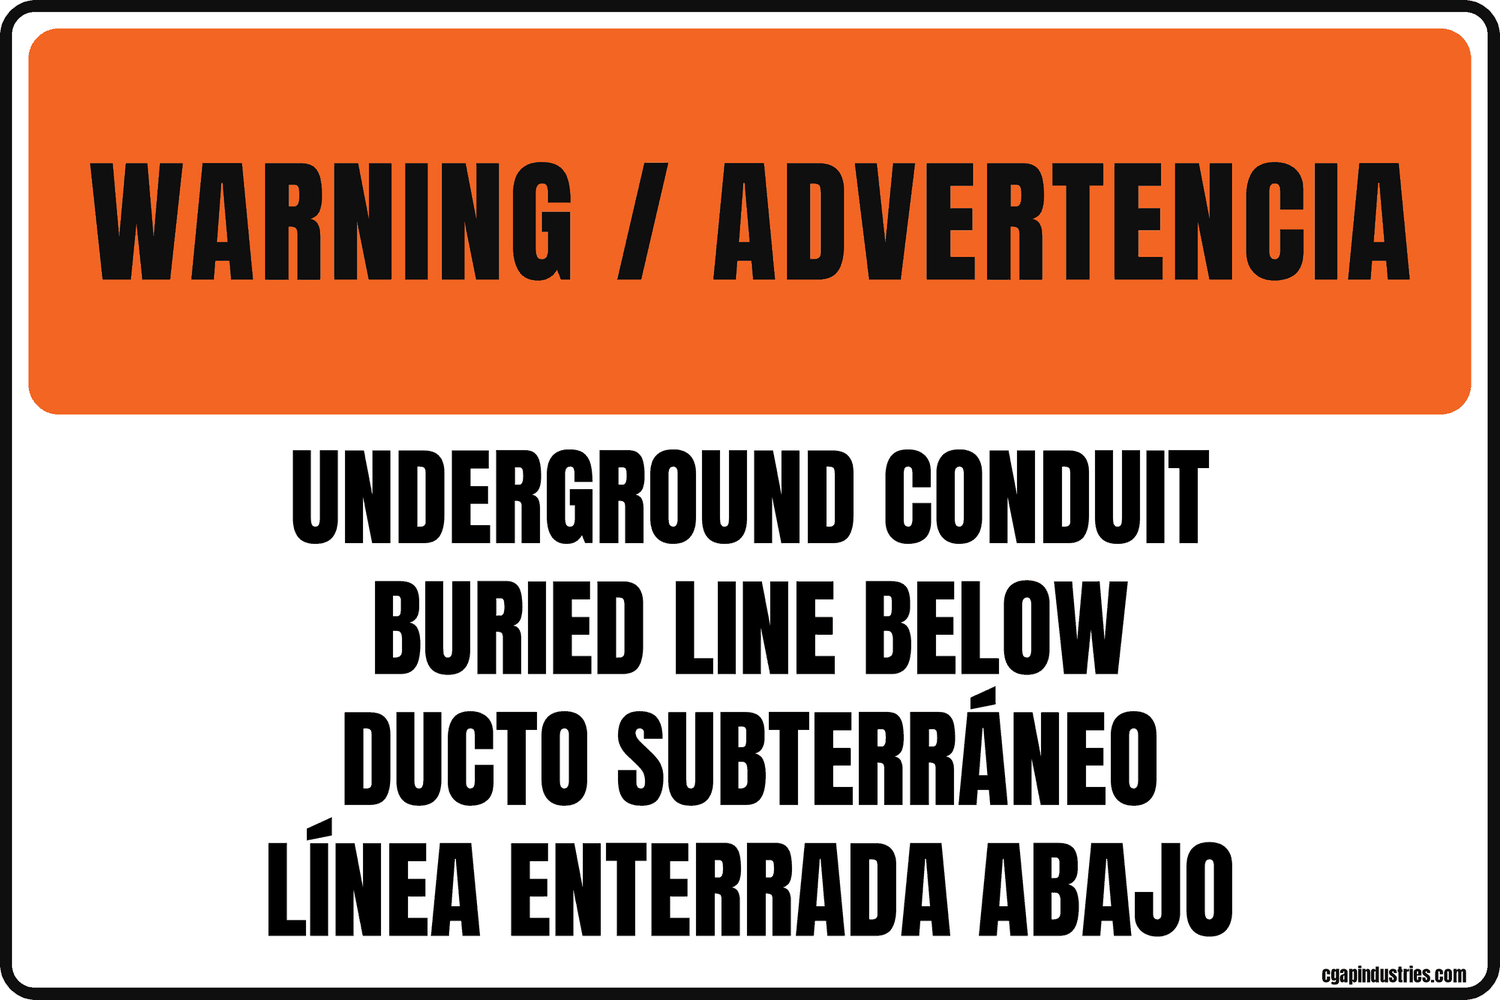 WARNING / ADVERTENCIA
UNDERGROUND CONDUIT
BURIED LINE BELOW
DUCTO SUBTERRÁNEO
LÍNEA ENTERRADA ABAJO
cgapindustries.com